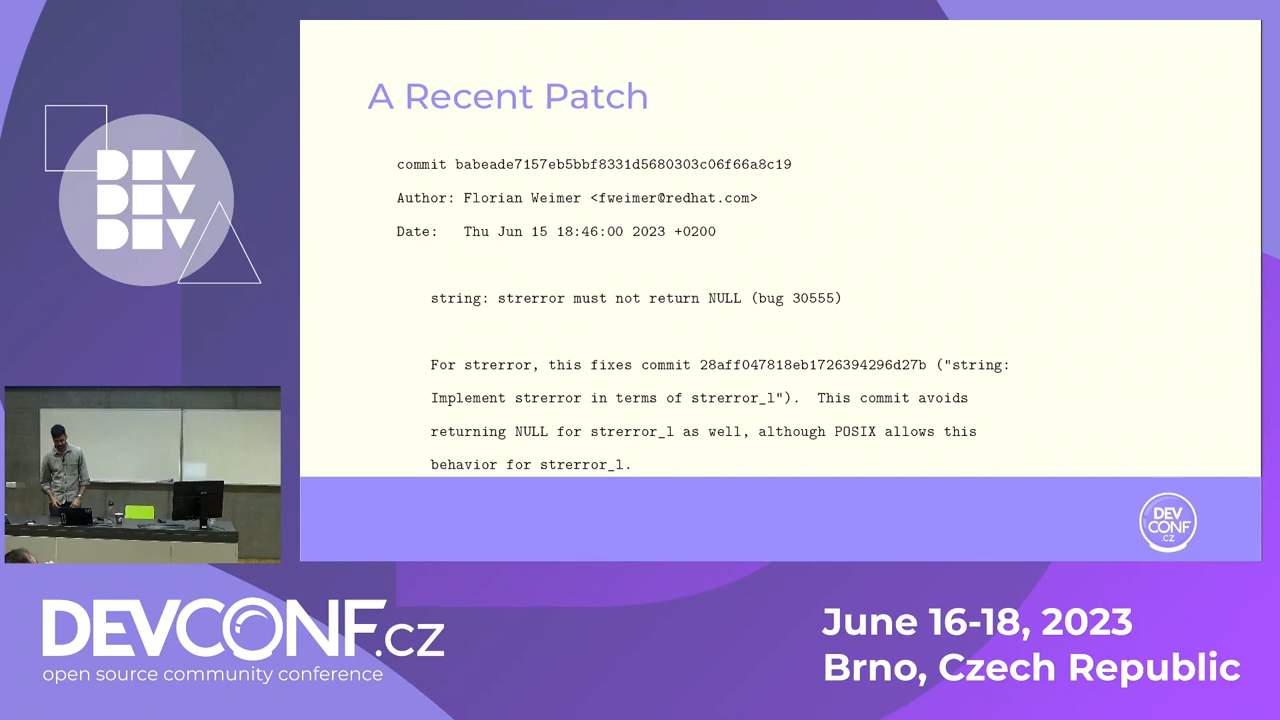 A Recent Patch
commit babeade7157eb5bbf8331d5680303c06f66a8c19
Author: Florian Weimer <fweimer@redhat.com>
Date:   Thu Jun 15 18:46:00 2023 +0200
string: strerror must not return NULL (bug 30555)
For strerror, this fixes commit 28aff047818eb1726394296d27b ("string:
Implement strerror in terms of strerror_l").  This commit avoids
returning NULL for strerror_l as well, although POSIX allows this
behavior for strerror_l.
DEV
DEV
DEV
DEV
CONF
.CZ
DEVCONF.cz
open source community conference
June 16-18, 2023
Brno, Czech Republic